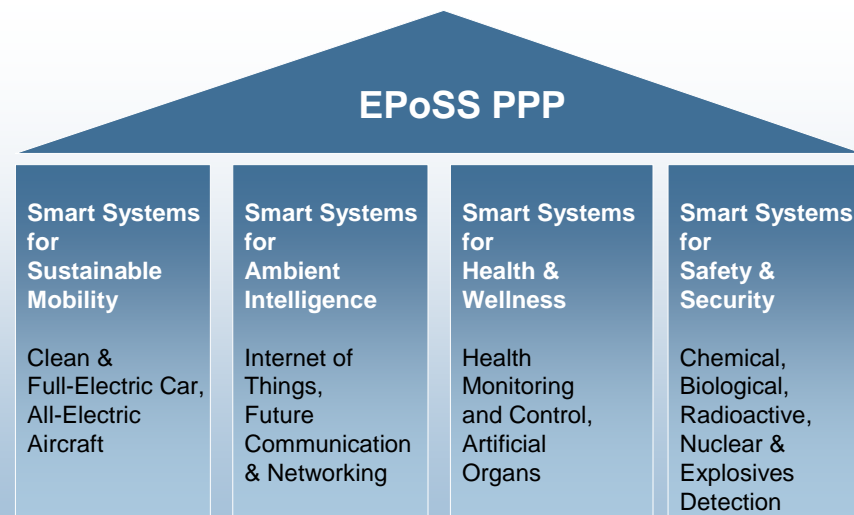 EPoSS PPP
Smart Systems
for
Sustainable
Mobility
Clean &
Full-Electric Car,
All-Electric
Aircraft
Smart Systems
for
Ambient
Intelligence
Internet of
Things,
Future
Communication
& Networking
Smart Systems
for
Health &
Wellness
Health
Monitoring
and Control,
Artificial
Organs
Smart Systems
for
Safety &
Security
Chemical,
Biological,
Radioactive,
Nuclear &
Explosives
Detection